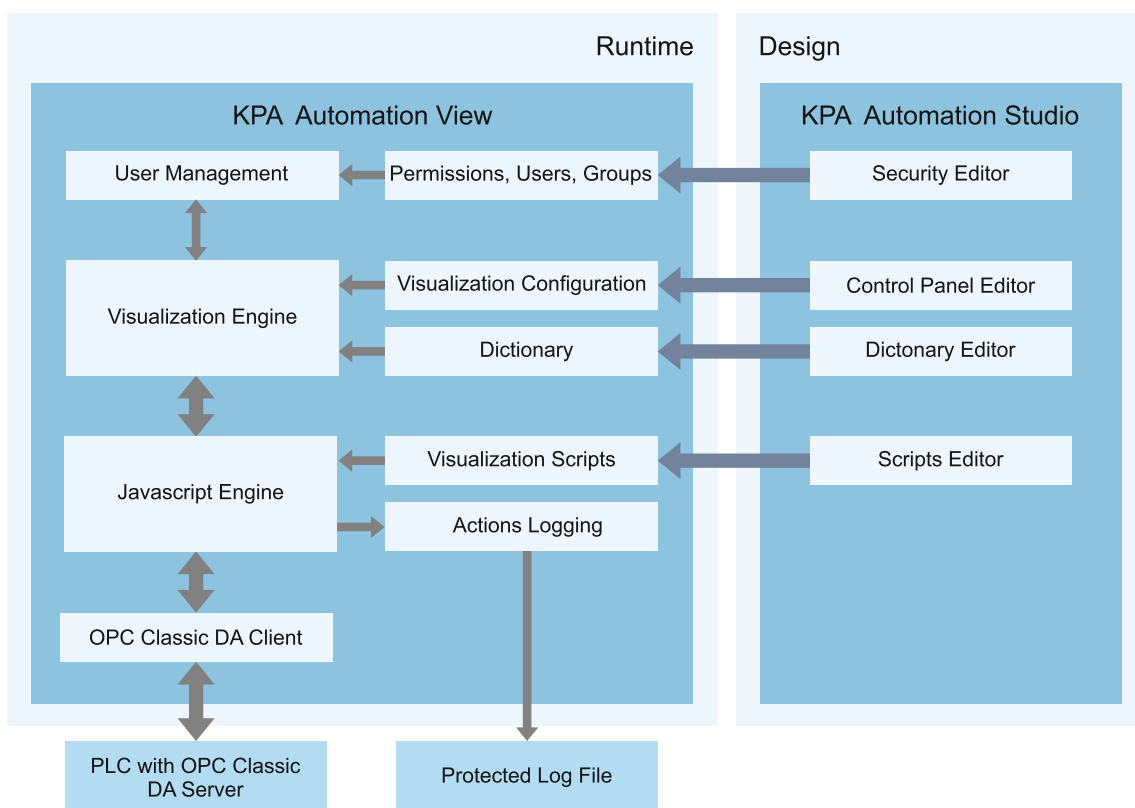 Runtime
Design
KPA Automation View
KPA Automation Studio
User Management
Permissions, Users, Groups
Security Editor
Visualization Engine
Visualization Configuration
Control Panel Editor
Dictionary
Dictonary Editor
Javascript Engine
Visualization Scripts
Scripts Editor
Actions Logging
OPC Classic DA Client
PLC with OPC Classic
DA Server
Protected Log File